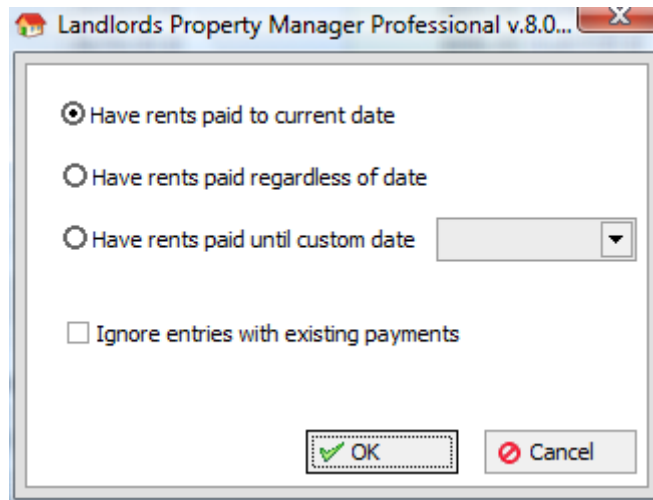 Landlords Property Manager Professional v.8.0...
Have rents paid to current date
Have rents paid regardless of date
Have rents paid until custom date
Ignore entries with existing payments
OK
Cancel